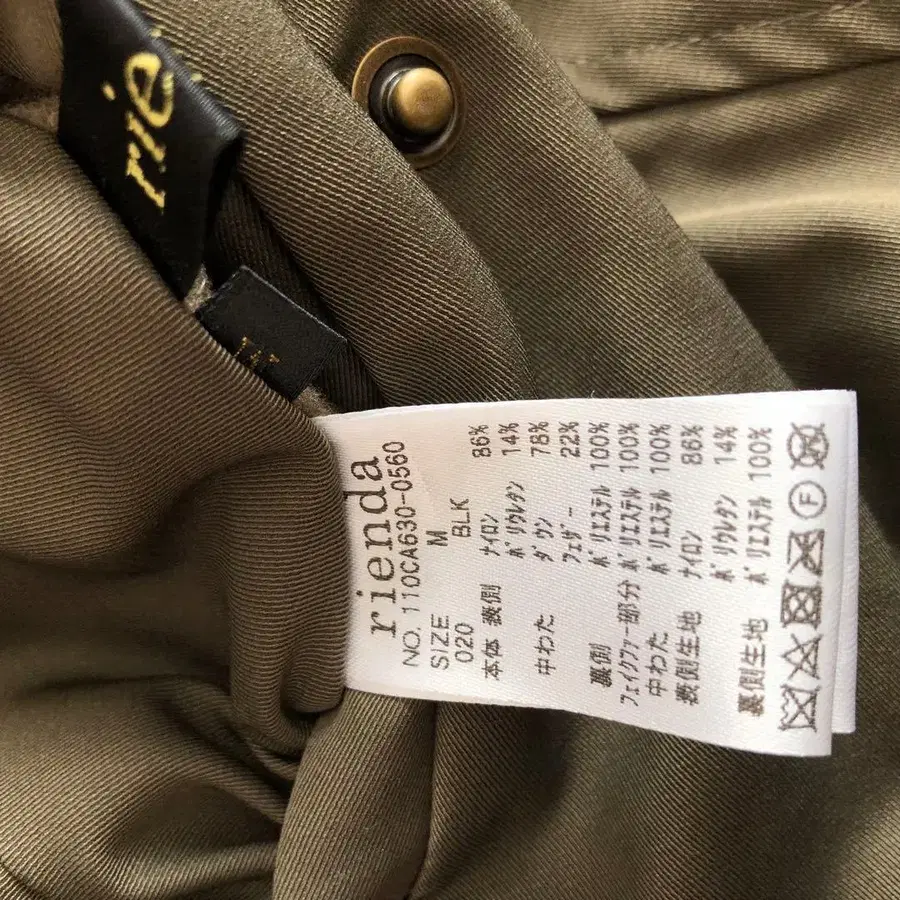 rie
M
rienda
NO. 110CA630-0560
SIZE M
020 BLK
本体 表側 ナイロン 86%
ポリウレタン 14%
中わた ダウン 78%
フェザー 22%
裏側 ポリエステル 100%
フェイクファー部分 ポリエステル 100%
中わた ポリエステル 100%
表側生地 ナイロン 86%
ポリウレタン 14%
裏側生地 ポリエステル 100%
F